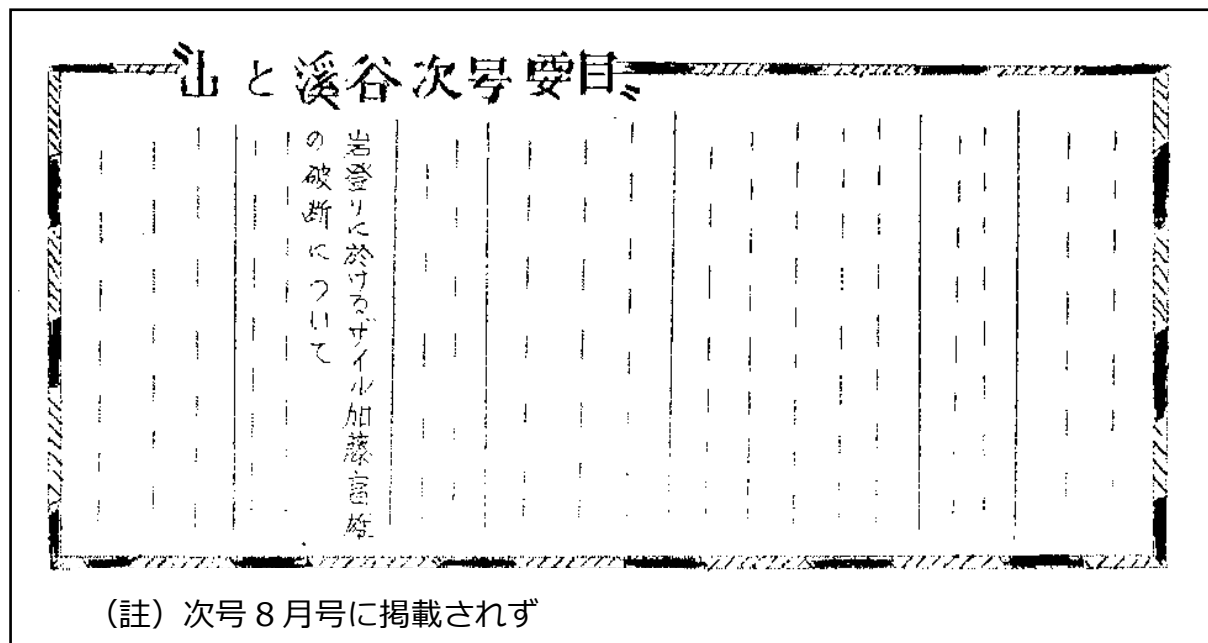 〝山と溪谷次号要目〟
岩登りに於けるザイル加藤富雄
の破断について
（註）次号8月号に掲載されず